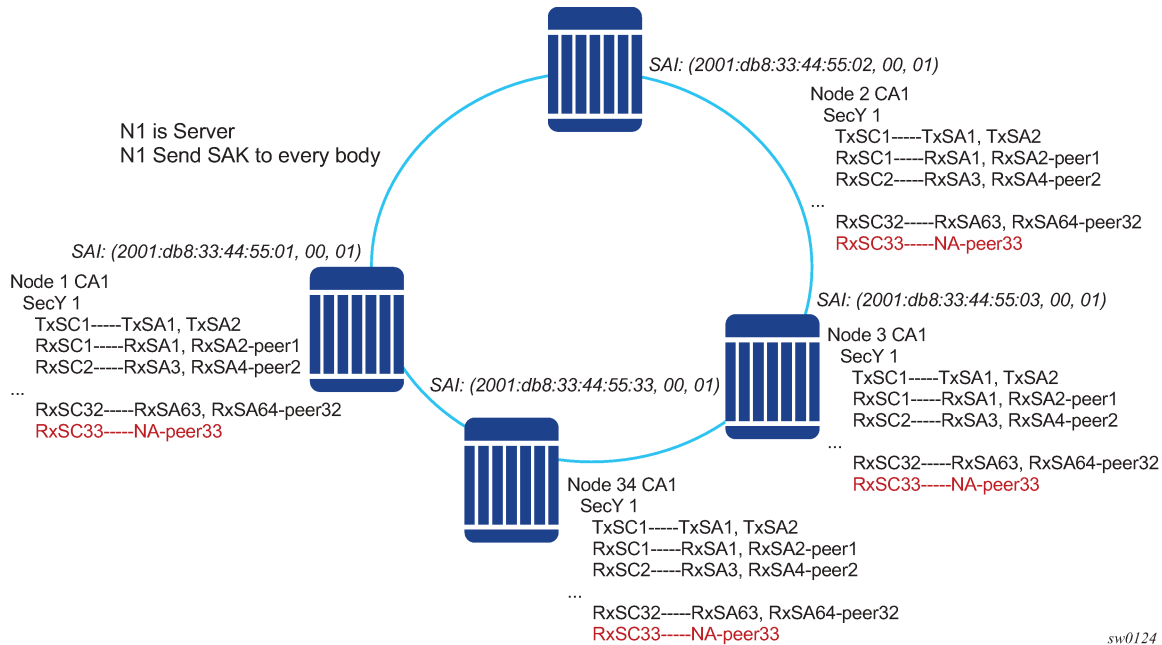 SAI: (2001:db8:33:44:55:02, 00, 01)
Node 2 CA1
SecY 1
TxSC1-----TxSA1, TxSA2
RxSC1-----RxSA1, RxSA2-peer1
RxSC2-----RxSA3, RxSA4-peer2
...
RxSC32-----RxSA63, RxSA64-peer32
RxSC33-----NA-peer33
N1 is Server
N1 Send SAK to every body
SAI: (2001:db8:33:44:55:01, 00, 01)
Node 1 CA1
SecY 1
TxSC1-----TxSA1, TxSA2
RxSC1-----RxSA1, RxSA2-peer1
RxSC2-----RxSA3, RxSA4-peer2
...
RxSC32-----RxSA63, RxSA64-peer32
RxSC33-----NA-peer33
SAI: (2001:db8:33:44:55:03, 00, 01)
Node 3 CA1
SecY 1
TxSC1-----TxSA1, TxSA2
RxSC1-----RxSA1, RxSA2-peer1
RxSC2-----RxSA3, RxSA4-peer2
...
RxSC32-----RxSA63, RxSA64-peer32
RxSC33-----NA-peer33
SAI: (2001:db8:33:44:55:33, 00, 01)
Node 34 CA1
SecY 1
TxSC1-----TxSA1, TxSA2
RxSC1-----RxSA1, RxSA2-peer1
RxSC2-----RxSA3, RxSA4-peer2
...
RxSC32-----RxSA63, RxSA64-peer32
RxSC33-----NA-peer33
sw0124